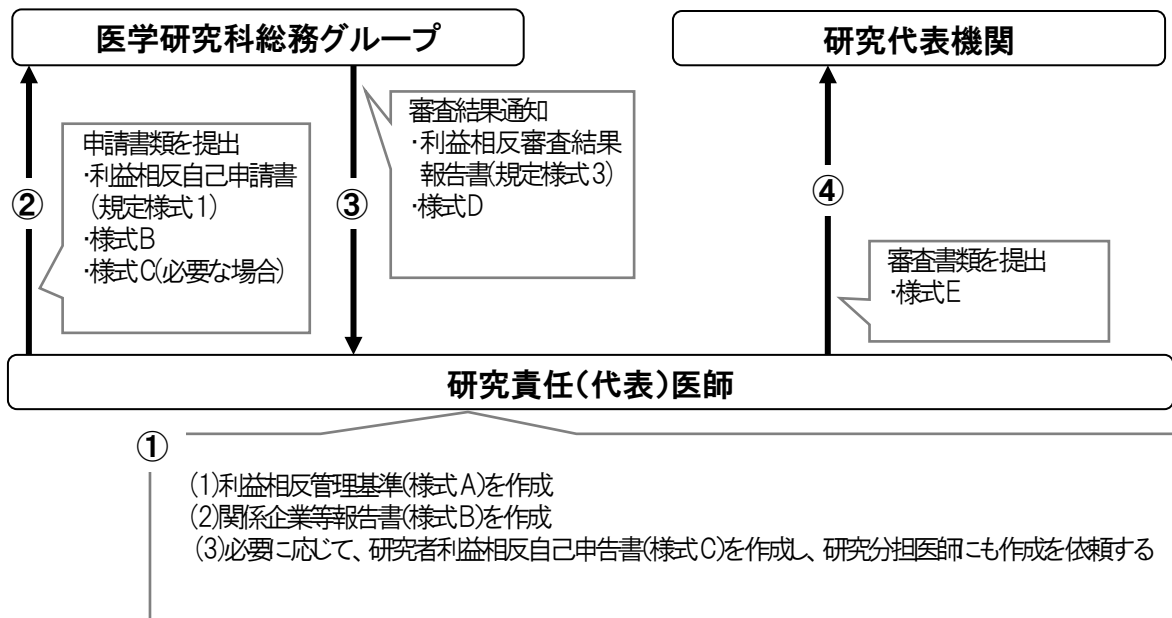 医学研究科総務グループ
研究代表機関
審査結果通知
・利益相反審査結果
報告書(規定様式3)
・様式D
申請書類を提出
・利益相反自己申請書
(規定様式1)
・様式B
・様式C(必要な場合)
②
③
④
審査書類を提出
・様式E
研究責任(代表)医師
①
(1)利益相反管理基準(様式A)を作成
(2)関係企業等報告書(様式B)を作成
(3)必要に応じて、研究者利益相反自己申告書(様式C)を作成し、研究分担医師にも作成を依頼する